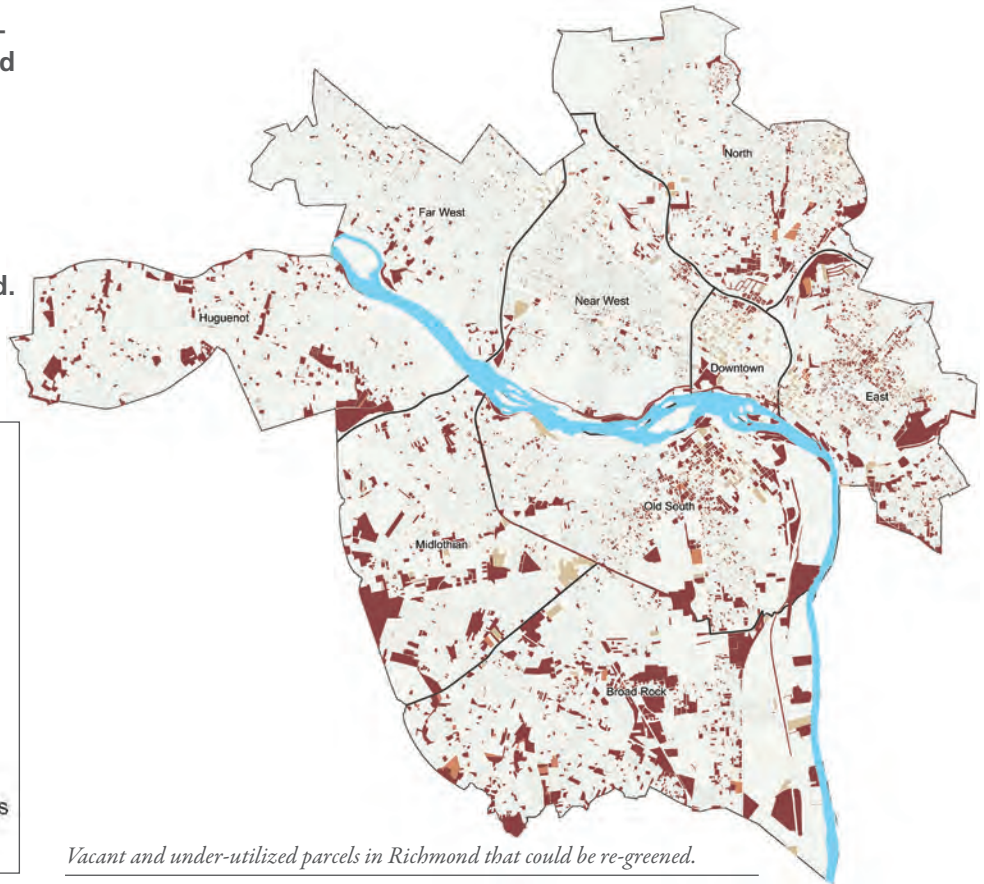 -
d
d.
s
North
Far West
Near West
Huguenot
Downtown
East
Old South
Midlothian
Broad Rock
Vacant and under-utilized parcels in Richmond that could be re-greened.